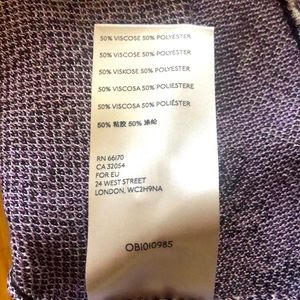 50% VISCOSE 50% POLYESTER
50% VISCOSE 50% POLYESTER
50% VISKOSE 50% POLYESTER
50% VISCOSA 50% POLIESTERE
50% VISCOSA 50% POLIÉSTER
50% 粘胶 50% 涤纶
RN 66170
CA 32054
FOR EU
24 WEST STREET
LONDON, WC2H9NA
OB1010985